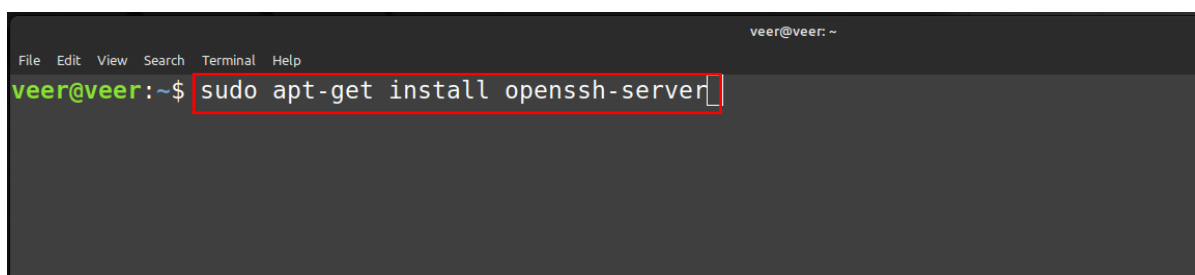 veer@veer: ~
File Edit View Search Terminal Help
veer@veer:~$ sudo apt-get install openssh-server